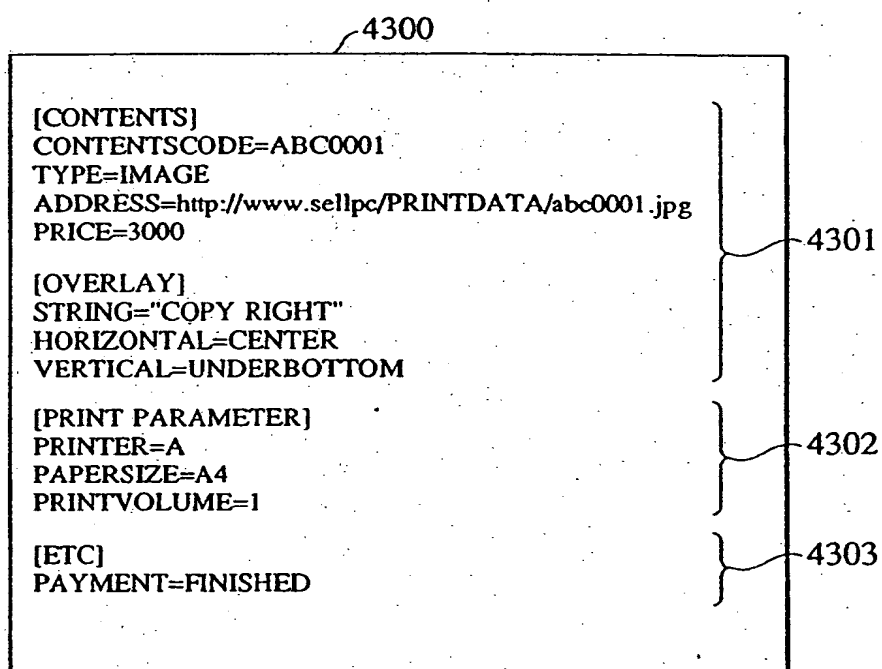 4300
[CONTENTS]
CONTENTSCODE=ABC0001
TYPE=IMAGE
ADDRESS=http://www.sellpc/PRINTDATA/abc0001.jpg
PRICE=3000
4301
[OVERLAY]
STRING="COPY RIGHT"
HORIZONTAL=CENTER
VERTICAL=UNDERBOTTOM
[PRINT PARAMETER]
PRINTER=A
4302
PAPERSIZE=A4
PRINTVOLUME=1
[ETC]
4303
PAYMENT=FINISHED